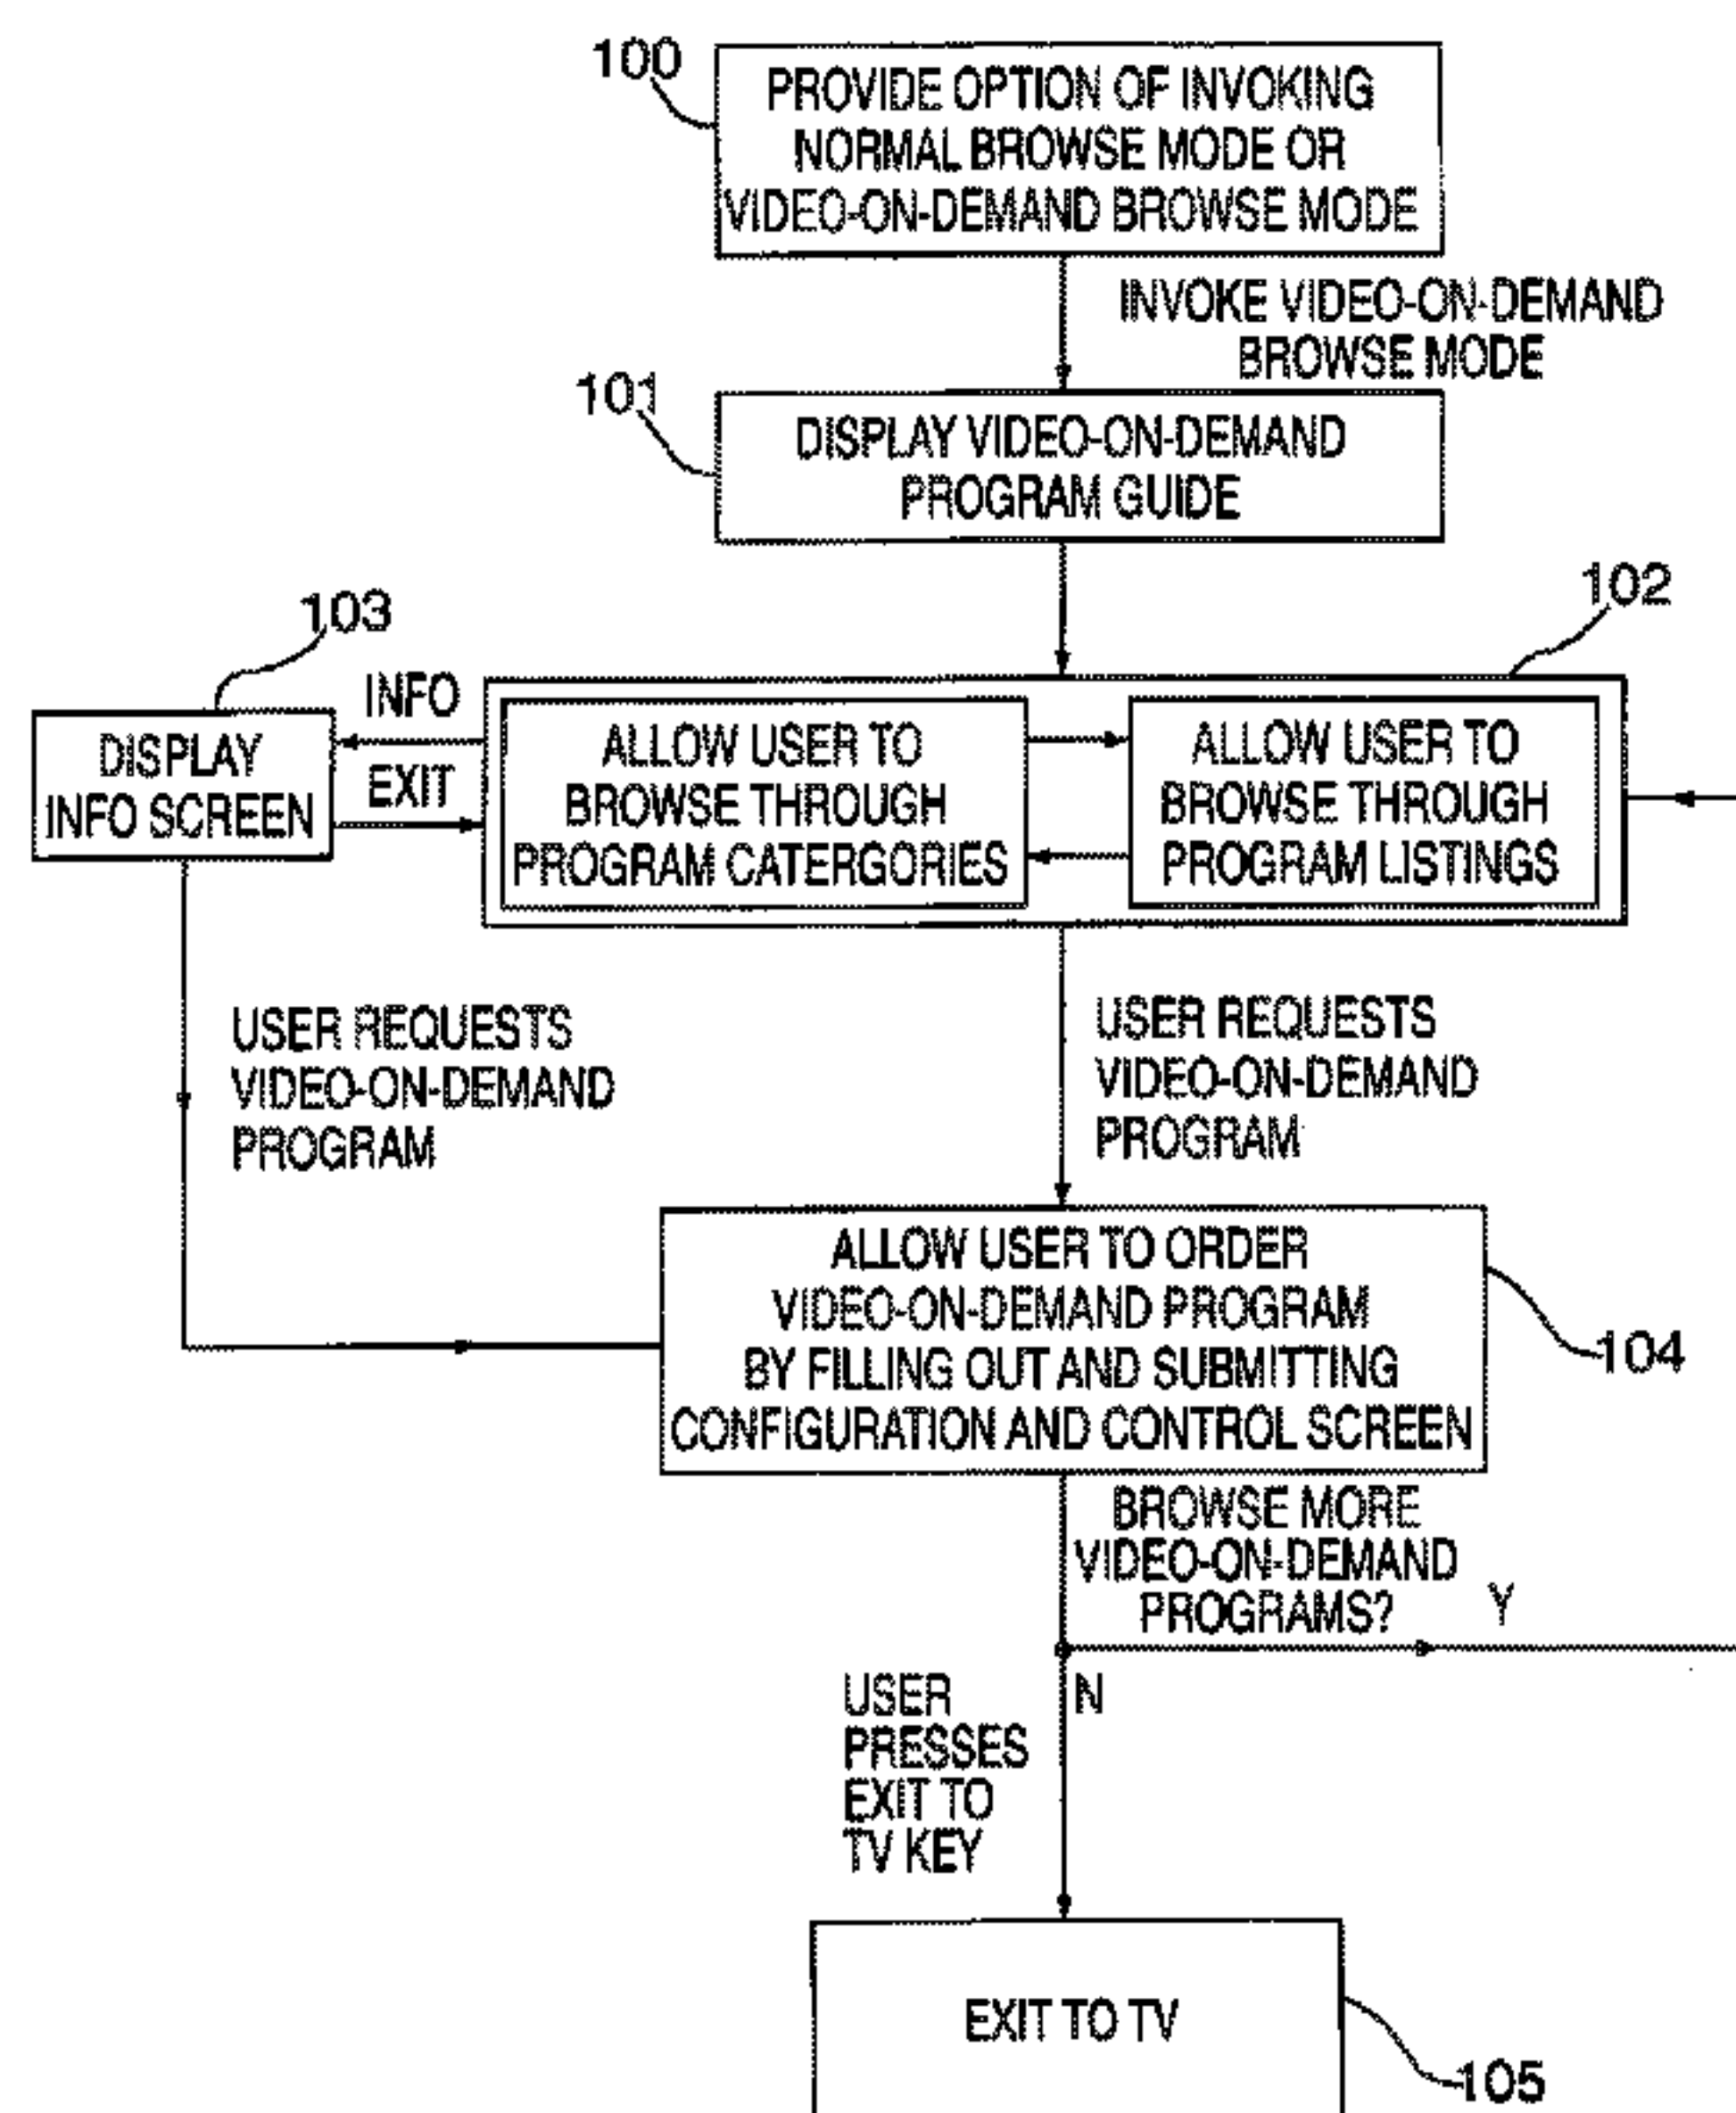 100
PROVIDE OPTION OF INVOKING
NORMAL BROWSE MODE OR
VIDEO-ON-DEMAND BROWSE MODE
INVOKE VIDEO-ON-DEMAND
BROWSE MODE
101
DISPLAY VIDEO-ON-DEMAND
PROGRAM GUIDE
102
103
INFO
EXIT
DISPLAY
INFO SCREEN
ALLOW USER TO
BROWSE THROUGH
PROGRAM CATERGORIES
ALLOW USER TO
BROWSE THROUGH
PROGRAM LISTINGS
USER REQUESTS
VIDEO-ON-DEMAND
PROGRAM
USER REQUESTS
VIDEO-ON-DEMAND
PROGRAM
ALLOW USER TO ORDER
VIDEO-ON-DEMAND PROGRAM
BY FILLING OUT AND SUBMITTING
CONFIGURATION AND CONTROL SCREEN
104
BROWSE MORE
VIDEO-ON-DEMAND
PROGRAMS?
Y
N
USER
PRESSES
EXIT TO
TV KEY
EXIT TO TV
105